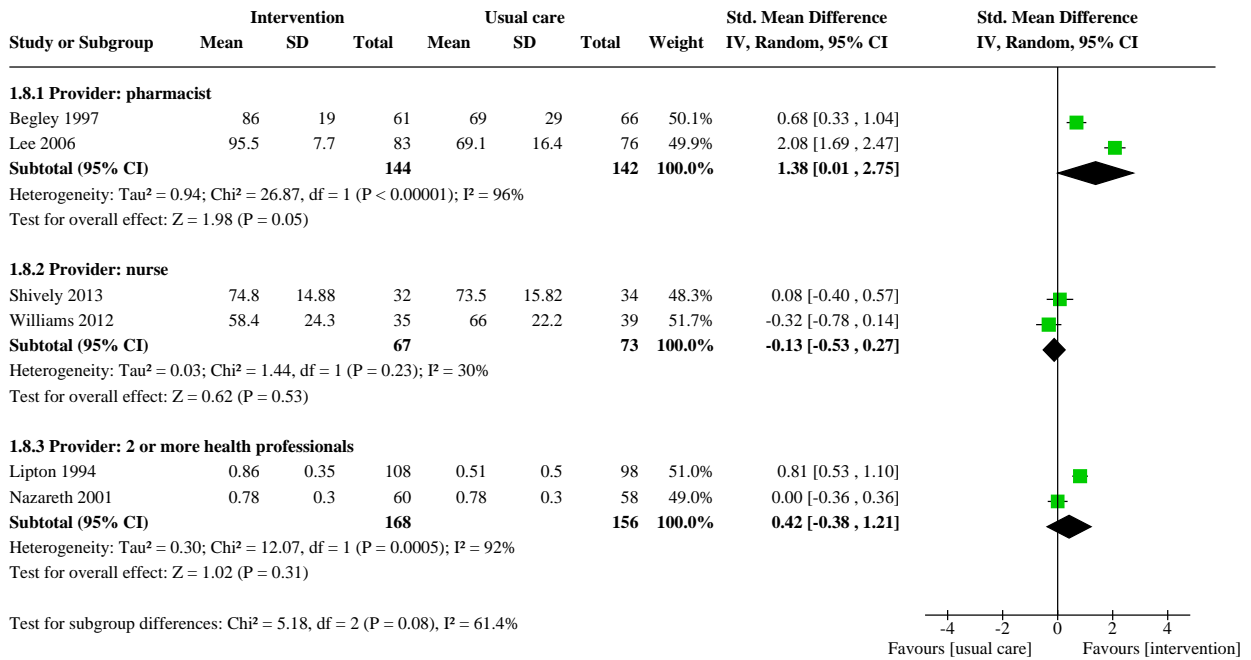 Intervention Usual care Std. Mean Difference Std. Mean Difference
Study or Subgroup Mean SD Total Mean SD Total Weight IV, Random, 95% CI IV, Random, 95% CI
1.8.1 Provider: pharmacist
Begley 1997 86 19 61 69 29 66 50.1% 0.68 [0.33 , 1.04]
Lee 2006 95.5 7.7 83 69.1 16.4 76 49.9% 2.08 [1.69 , 2.47]
Subtotal (95% CI) 144 142 100.0% 1.38 [0.01 , 2.75]
Heterogeneity: Tau² = 0.94; Chi² = 26.87, df = 1 (P < 0.00001); I² = 96%
Test for overall effect: Z = 1.98 (P = 0.05)
1.8.2 Provider: nurse
Shively 2013 74.8 14.88 32 73.5 15.82 34 48.3% 0.08 [-0.40 , 0.57]
Williams 2012 58.4 24.3 35 66 22.2 39 51.7% -0.32 [-0.78 , 0.14]
Subtotal (95% CI) 67 73 100.0% -0.13 [-0.53 , 0.27]
Heterogeneity: Tau² = 0.03; Chi² = 1.44, df = 1 (P = 0.23); I² = 30%
Test for overall effect: Z = 0.62 (P = 0.53)
1.8.3 Provider: 2 or more health professionals
Lipton 1994 0.86 0.35 108 0.51 0.5 98 51.0% 0.81 [0.53 , 1.10]
Nazareth 2001 0.78 0.3 60 0.78 0.3 58 49.0% 0.00 [-0.36 , 0.36]
Subtotal (95% CI) 168 156 100.0% 0.42 [-0.38 , 1.21]
Heterogeneity: Tau² = 0.30; Chi² = 12.07, df = 1 (P = 0.0005); I² = 92%
Test for overall effect: Z = 1.02 (P = 0.31)
Test for subgroup differences: Chi² = 5.18, df = 2 (P = 0.08), I² = 61.4%
-4 -2 0 2 4
Favours [usual care] Favours [intervention]